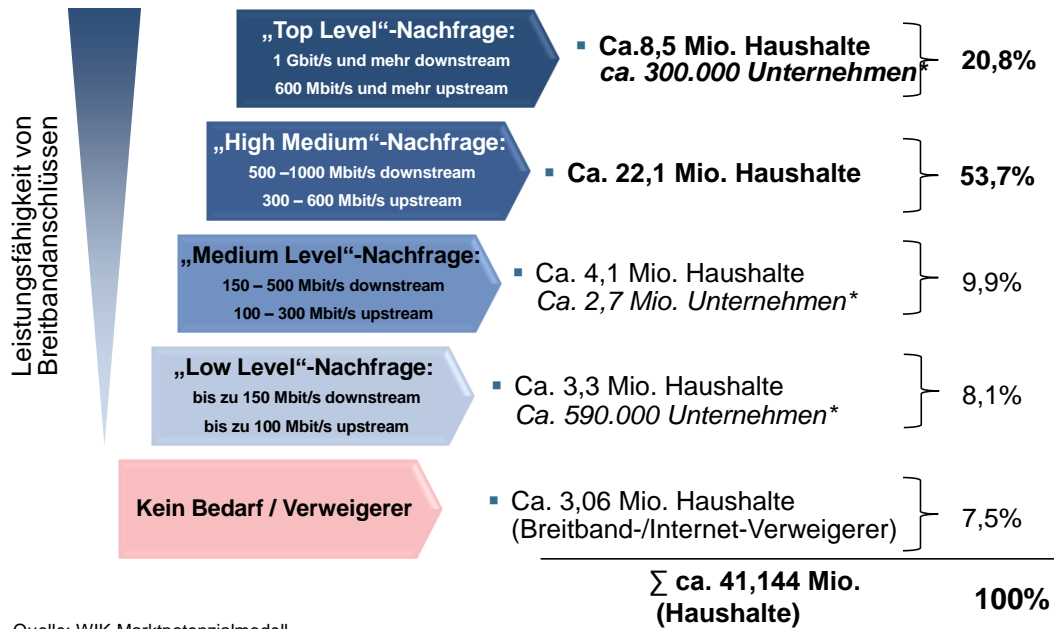 Leistungsfähigkeit von
Breitbandanschlüssen
„Top Level“-Nachfrage:
1 Gbit/s und mehr downstream
600 Mbit/s und mehr upstream
▪ Ca.8,5 Mio. Haushalte
ca. 300.000 Unternehmen*
20,8%
„High Medium“-Nachfrage:
500 –1000 Mbit/s downstream
300 – 600 Mbit/s upstream
▪ Ca. 22,1 Mio. Haushalte
53,7%
„Medium Level“-Nachfrage:
150 – 500 Mbit/s downstream
100 – 300 Mbit/s upstream
▪ Ca. 4,1 Mio. Haushalte
Ca. 2,7 Mio. Unternehmen*
9,9%
„Low Level“-Nachfrage:
bis zu 150 Mbit/s downstream
bis zu 100 Mbit/s upstream
▪ Ca. 3,3 Mio. Haushalte
Ca. 590.000 Unternehmen*
8,1%
Kein Bedarf / Verweigerer
▪ Ca. 3,06 Mio. Haushalte
(Breitband-/Internet-Verweigerer)
7,5%
∑ ca. 41,144 Mio.
(Haushalte)
100%
Quelle: WIK Marktpotenzialmodell